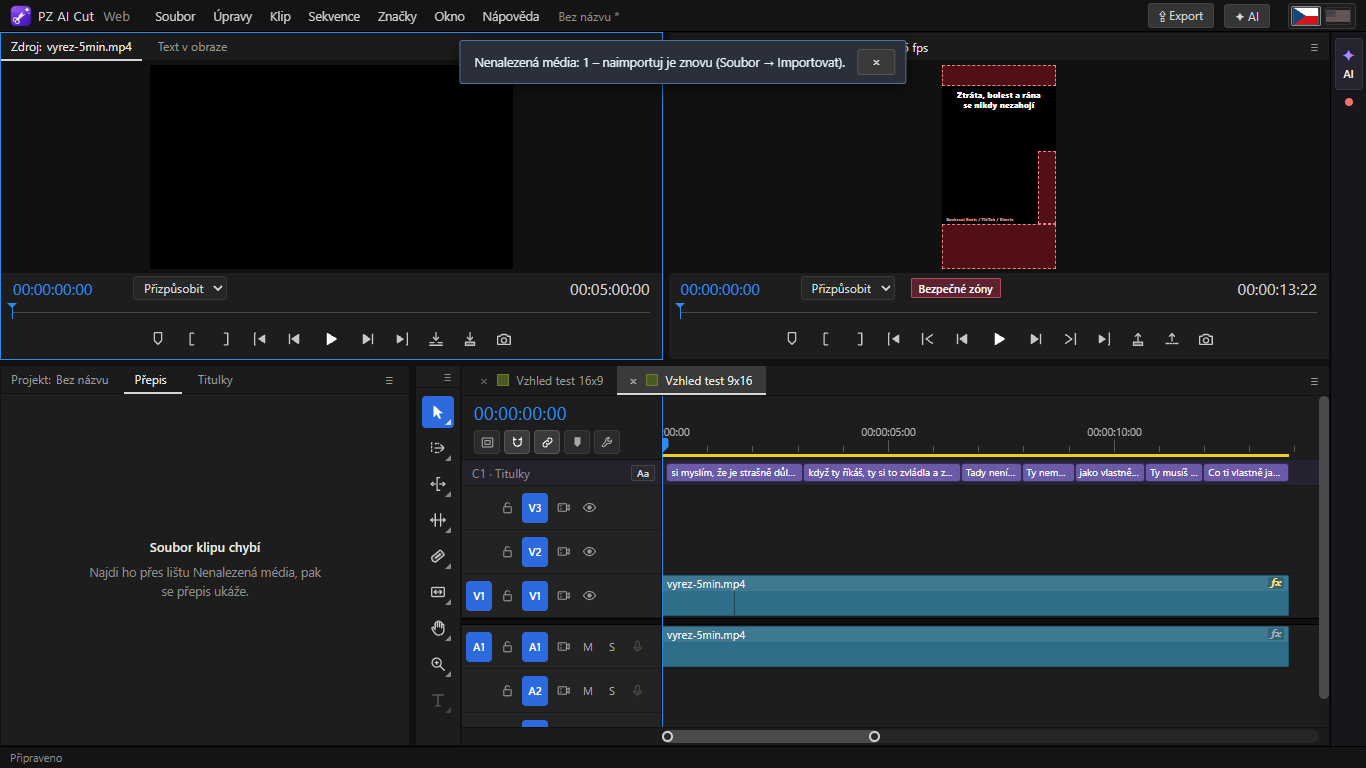 PZ AI Cut Web Soubor Úpravy Klip Sekvence Značky Okno Nápověda Bez názvu * Export AI
Zdroj: vyrez-5min.mp4 Text v obraze
Nenalezená média: 1 – naimportuj je znovu (Soubor → Importovat). ×
fps
AI
Ztráta, bolest a rána
se nikdy nezahojí
Rozhraní Reels / TikTok / Shorts
00:00:00:00 Přizpůsobit 00:05:00:00
00:00:00:00 Přizpůsobit Bezpečné zóny 00:00:13:22
Projekt: Bez názvu Přepis Titulky
× Vzhled test 16x9 × Vzhled test 9x16
00:00:00:00
:00:00 00:00:05:00 00:00:10:00
C1 · Titulky Aa
si myslím, že je strašně důl... když ty říkáš, ty si to zvládla a z... Tady není... Ty nem... jako vlastně... Ty musíš ... Co ti vlastně ja...
V3
V2
V1 V1
vyrez-5min.mp4 fx
A1 A1 M S
vyrez-5min.mp4 fx
A2 M S
Soubor klipu chybí
Najdi ho přes lištu Nenalezená média, pak
se přepis ukáže.
T
Připraveno